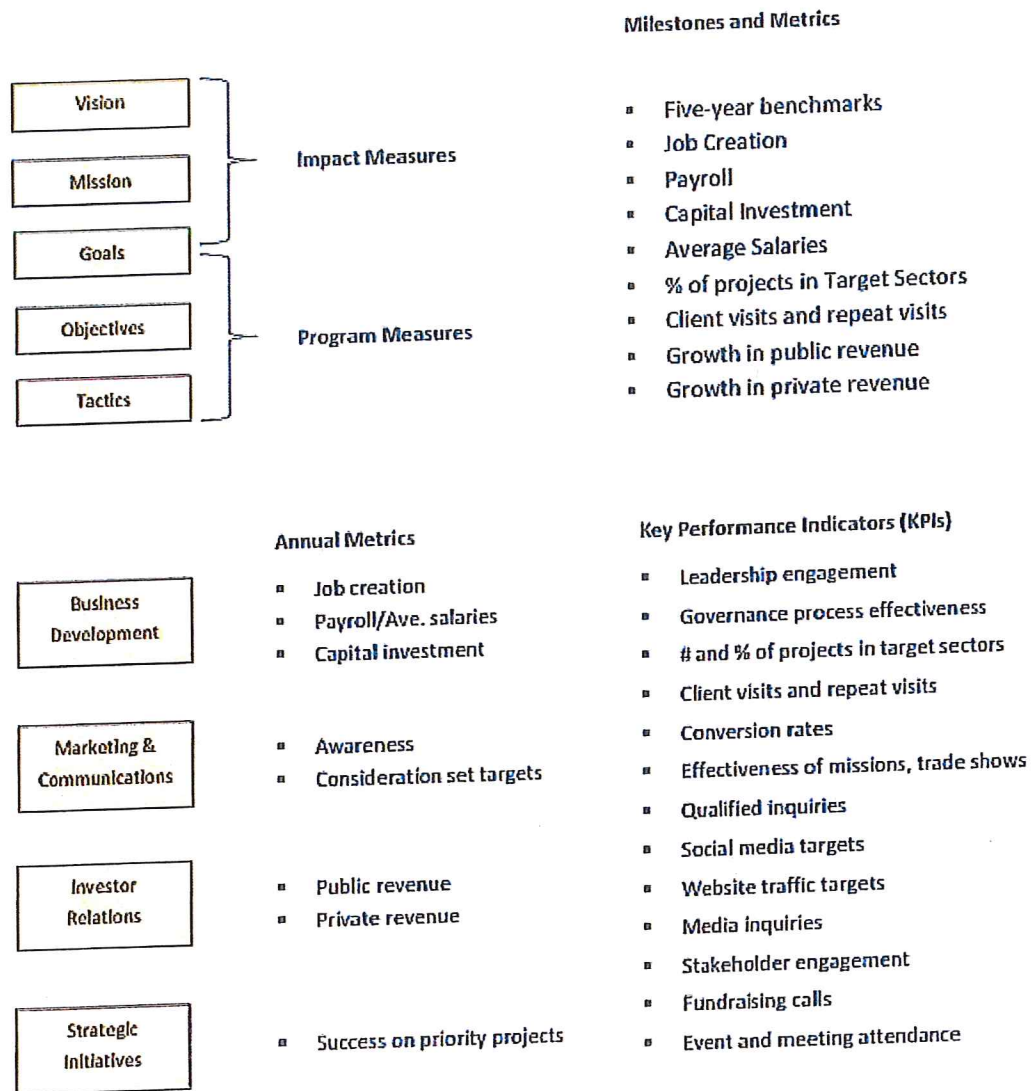 Milestones and Metrics
Vision
Mission
Goals
Objectives
Tactics
Impact Measures
Program Measures
▪ Five-year benchmarks
▪ Job Creation
▪ Payroll
▪ Capital Investment
▪ Average Salaries
▪ % of projects in Target Sectors
▪ Client visits and repeat visits
▪ Growth in public revenue
▪ Growth in private revenue
Annual Metrics
Business
Development
▪ Job creation
▪ Payroll/Ave. salaries
▪ Capital investment
Marketing &
Communications
▪ Awareness
▪ Consideration set targets
Investor
Relations
▪ Public revenue
▪ Private revenue
Strategic
Initiatives
▪ Success on priority projects
Key Performance Indicators (KPIs)
▪ Leadership engagement
▪ Governance process effectiveness
▪ # and % of projects in target sectors
▪ Client visits and repeat visits
▪ Conversion rates
▪ Effectiveness of missions, trade shows
▪ Qualified inquiries
▪ Social media targets
▪ Website traffic targets
▪ Media inquiries
▪ Stakeholder engagement
▪ Fundraising calls
▪ Event and meeting attendance